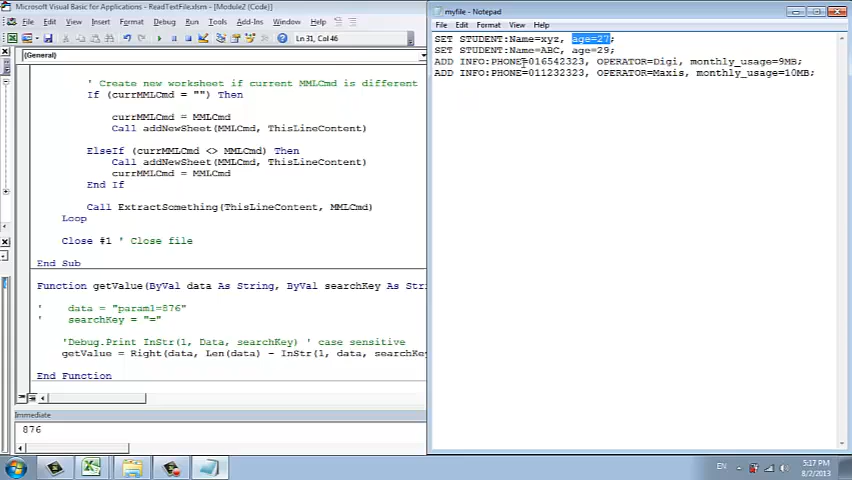 Microsoft Visual Basic for Applications - ReadTextFile.xlsm - [Module2 (Code)]
File Edit View Insert Format Debug Run Tools Add-Ins Window Help
Ln 31, Col 46
(General)
' Create new worksheet if current MMLCmd is different
If (currMMLCmd = "") Then
currMMLCmd = MMLCmd
Call addNewSheet(MMLCmd, ThisLineContent)
ElseIf (currMMLCmd <> MMLCmd) Then
Call addNewSheet(MMLCmd, ThisLineContent)
currMMLCmd = MMLCmd
End If
Call ExtractSomething(ThisLineContent, MMLCmd)
Loop
Close #1 ' Close file
End Sub
Function getValue(ByVal data As String, ByVal searchKey As Str
' data = "param1=876"
' searchKey = "="
'Debug.Print InStr(1, Data, searchKey) ' case sensitive
getValue = Right(data, Len(data) - InStr(1, data, searchKey
End Function
Immediate
876
myfile - Notepad
File Edit Format View Help
SET STUDENT:Name=xyz, age=27;
SET STUDENT:Name=ABC, age=29;
ADD INFO:PHONE=016542323, OPERATOR=Digi, monthly_usage=9MB;
ADD INFO:PHONE=011232323, OPERATOR=Maxis, monthly_usage=10MB;
EN
5:17 PM
8/2/2013